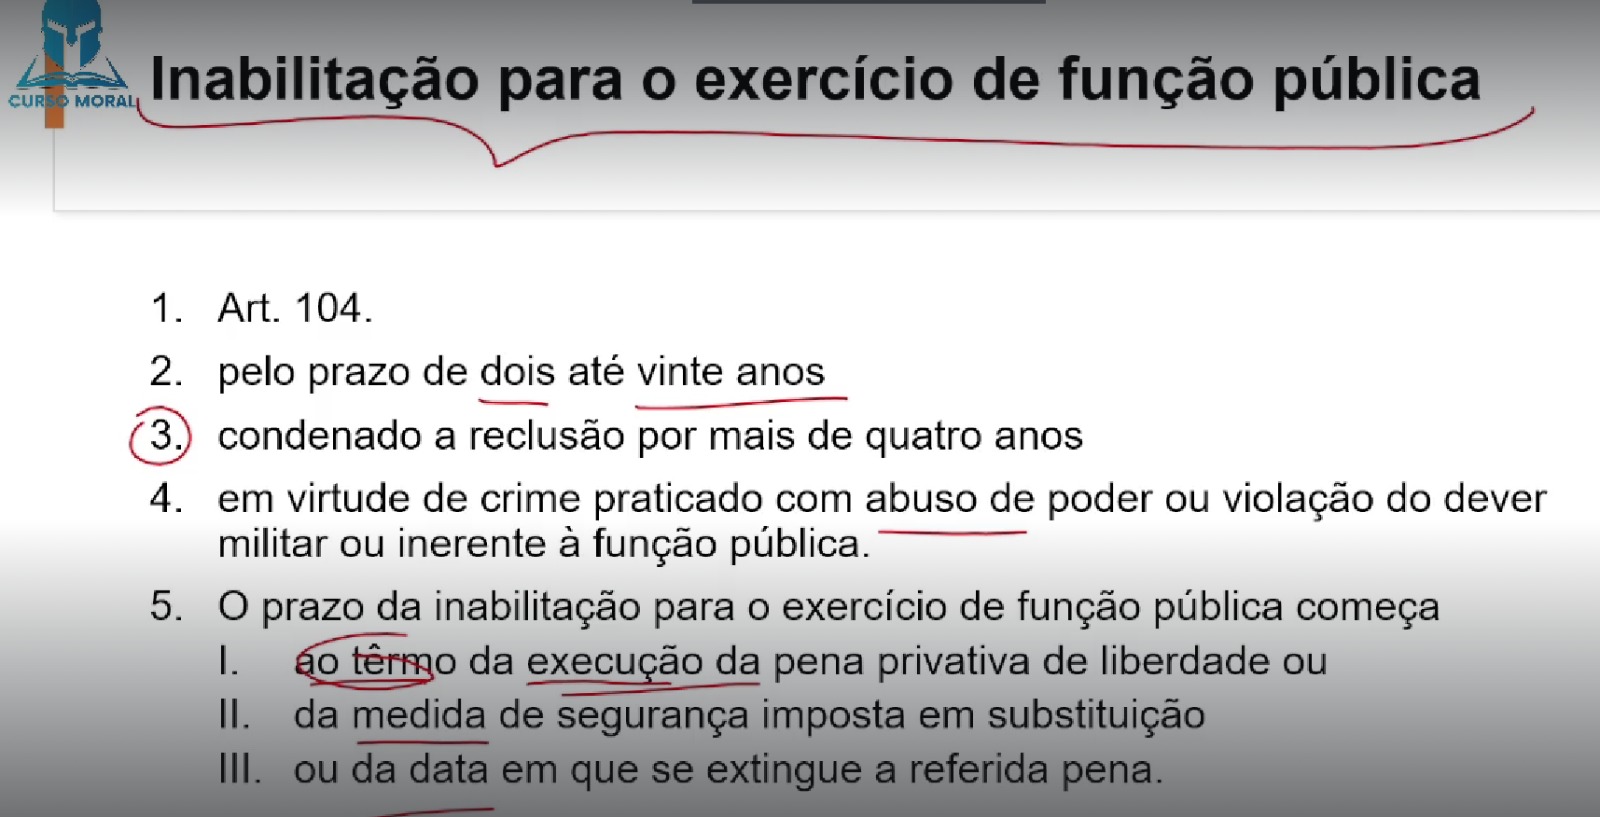 CURSO MORAL
Inabilitação para o exercício de função pública
1. Art. 104.
2. pelo prazo de dois até vinte anos
3. condenado a reclusão por mais de quatro anos
4. em virtude de crime praticado com abuso de poder ou violação do dever
militar ou inerente à função pública.
5. O prazo da inabilitação para o exercício de função pública começa
I. ao têrmo da execução da pena privativa de liberdade ou
II. da medida de segurança imposta em substituição
III. ou da data em que se extingue a referida pena.